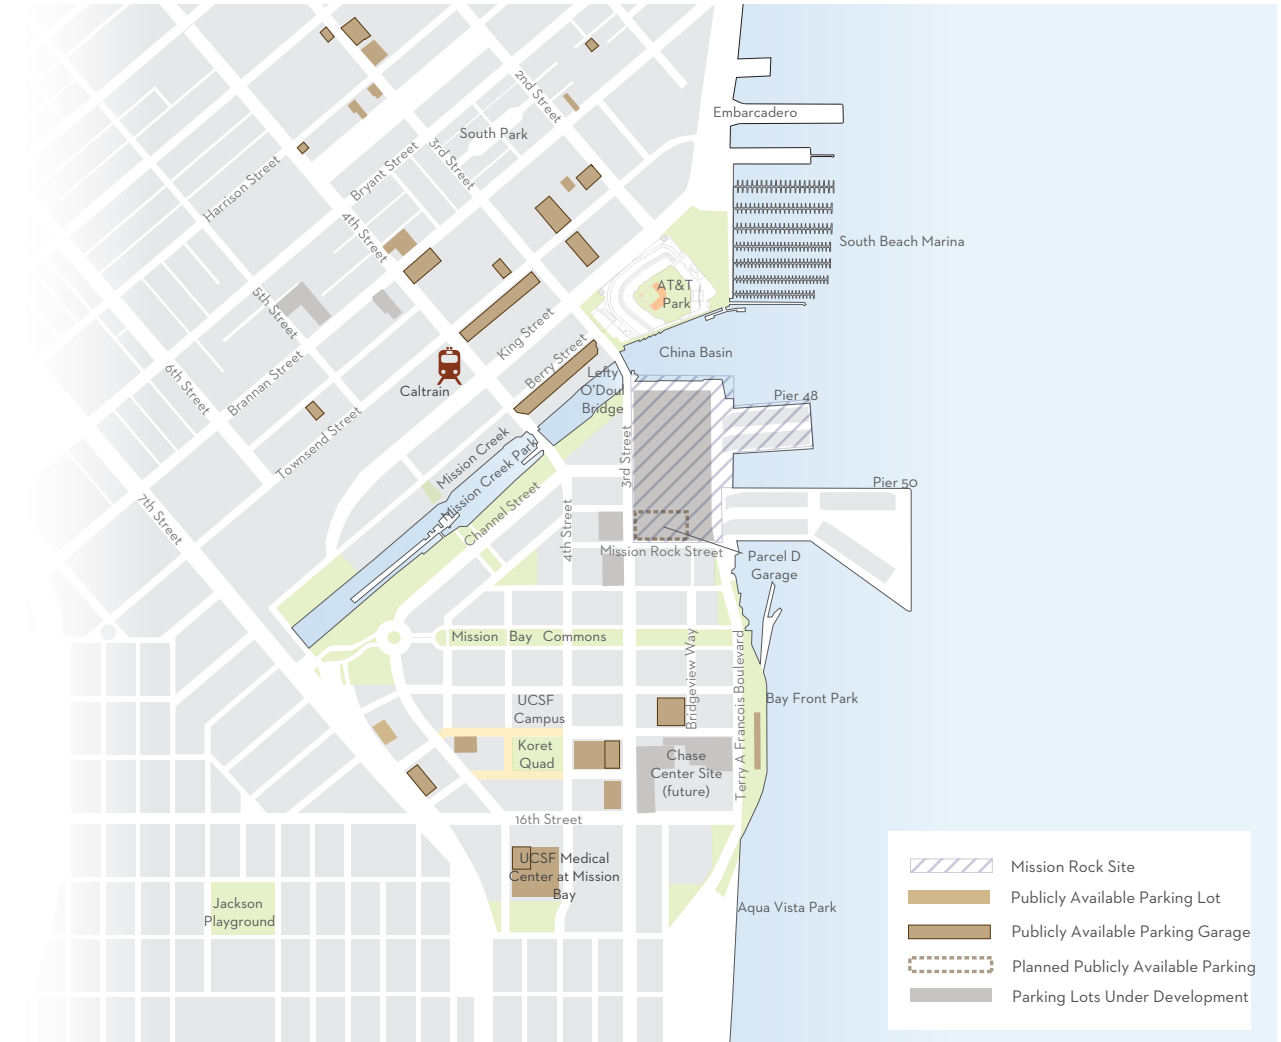 2nd Street
Embarcadero
South Park
3rd Street
Bryant Street
Harrison Street
4th Street
South Beach Marina
AT&T
Park
5th Street
King Street
China Basin
Berry Street
Lefty
O'Doul
Bridge
Caltrain
6th Street
Brannan Street
Pier 48
Townsend Street
Mission Creek
3rd Street
Mission Creek Park
Pier 50
7th Street
Channel Street
4th Street
Mission Rock Street
Parcel D
Garage
Mission Bay Commons
Bridgeview Way
Terry A Francois Boulevard
UCSF
Campus
Bay Front Park
Koret
Quad
Chase
Center Site
(future)
16th Street
UCSF Medical
Center at Mission
Bay
Jackson
Playground
Aqua Vista Park
Mission Rock Site
Publicly Available Parking Lot
Publicly Available Parking Garage
Planned Publicly Available Parking
Parking Lots Under Development